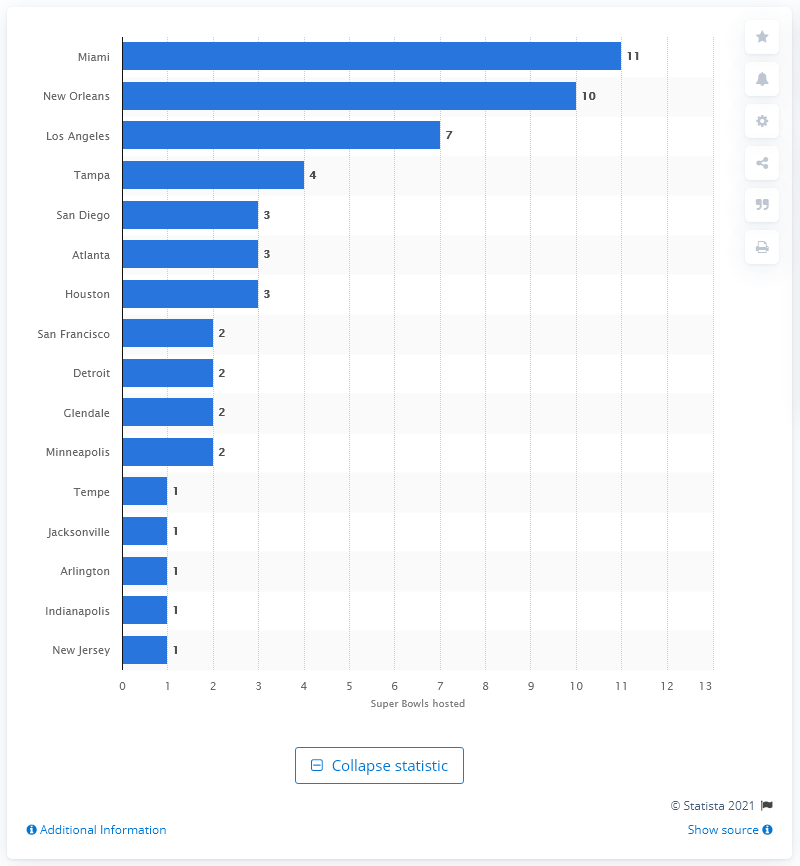 Miami 11
New Orleans 10
Los Angeles 7
Tampa 4
San Diego 3
Atlanta 3
Houston 3
San Francisco 2
Detroit 2
Glendale 2
Minneapolis 2
Tempe 1
Jacksonville 1
Arlington 1
Indianapolis 1
New Jersey 1
0 1 2 3 4 5 6 7 8 9 10 11 12 13
Super Bowls hosted
Collapse statistic
© Statista 2021
Additional Information Show source